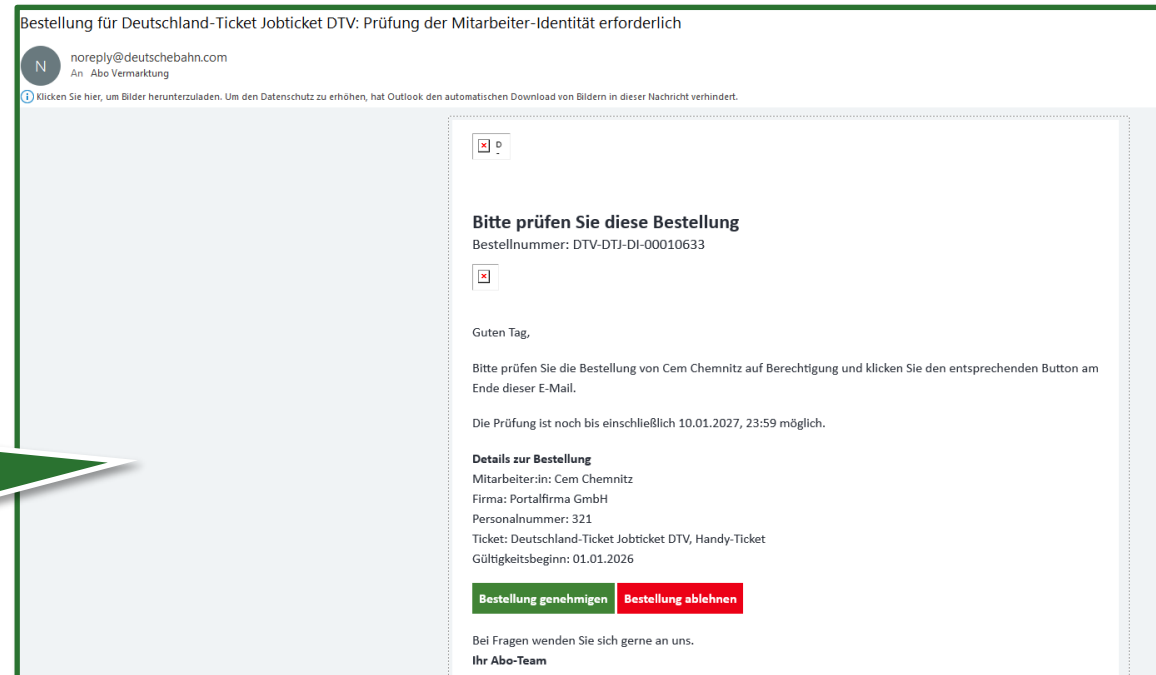 Bestellung für Deutschland-Ticket Jobticket DTV: Prüfung der Mitarbeiter-Identität erforderlich
N
noreply@deutschebahn.com
An Abo Vermarktung
Klicken Sie hier, um Bilder herunterzuladen. Um den Datenschutz zu erhöhen, hat Outlook den automatischen Download von Bildern in dieser Nachricht verhindert.
D
-
Bitte prüfen Sie diese Bestellung
Bestellnummer: DTV-DTJ-DI-00010633
Guten Tag,
Bitte prüfen Sie die Bestellung von Cem Chemnitz auf Berechtigung und klicken Sie den entsprechenden Button am
Ende dieser E-Mail.
Die Prüfung ist noch bis einschließlich 10.01.2027, 23:59 möglich.
Details zur Bestellung
Mitarbeiter:in: Cem Chemnitz
Firma: Portalfirma GmbH
Personalnummer: 321
Ticket: Deutschland-Ticket Jobticket DTV, Handy-Ticket
Gültigkeitsbeginn: 01.01.2026
Bestellung genehmigen Bestellung ablehnen
Bei Fragen wenden Sie sich gerne an uns.
Ihr Abo-Team